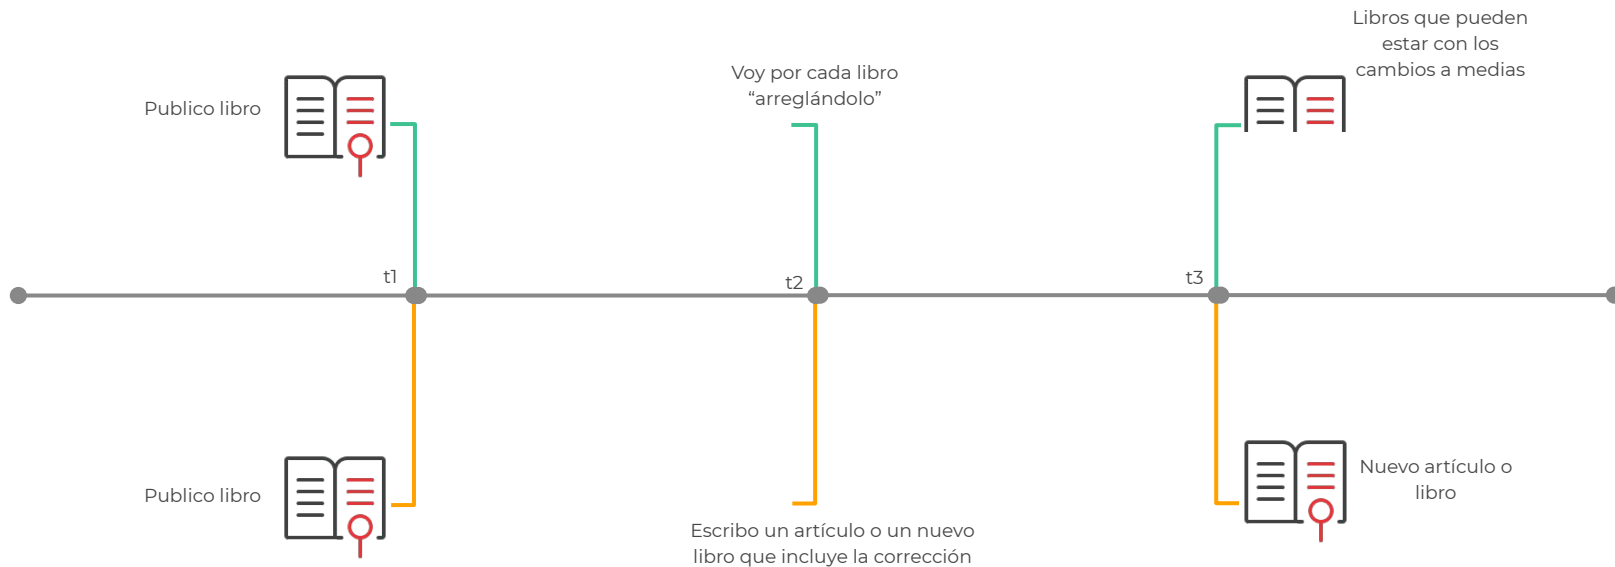 Publico libro
Voy por cada libro
“arreglándolo”
Libros que pueden
estar con los
cambios a medias
t1
t2
t3
Publico libro
Escribo un artículo o un nuevo
libro que incluye la corrección
Nuevo artículo o
libro